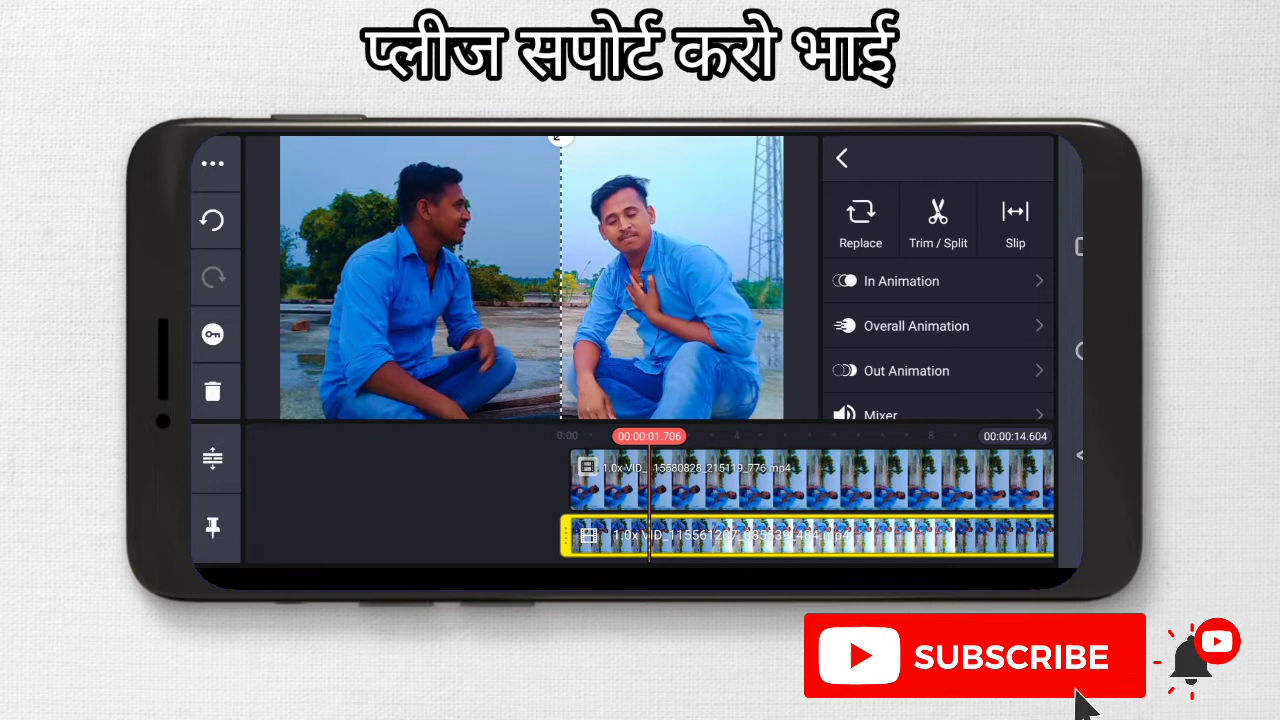 प्लीज सपोर्ट करो भाई
Replace
Trim / Split
Slip
In Animation
Overall Animation
Out Animation
Mixer
0:00
00:00:01.706
4
8
00:00:14.604
SUBSCRIBE